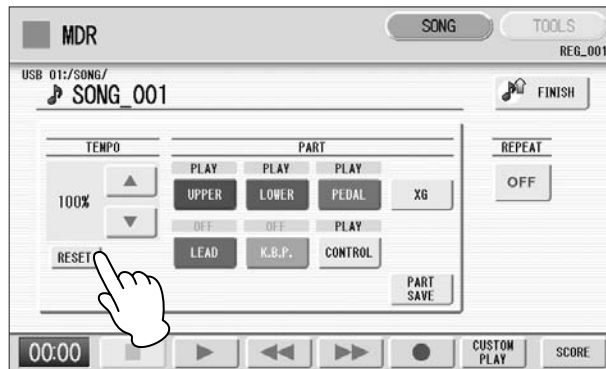 MDR
SONG
TOOLS
REG_001
USB 01:/SONG/
SONG_001
FINISH
TEMPO
PART
REPEAT
PLAY PLAY PLAY
100%
UPPER LOWER PEDAL XG
OFF
OFF OFF PLAY
RESET
LEAD K.B.P. CONTROL
PART
SAVE
00:00
CUSTOM
PLAY
SCORE